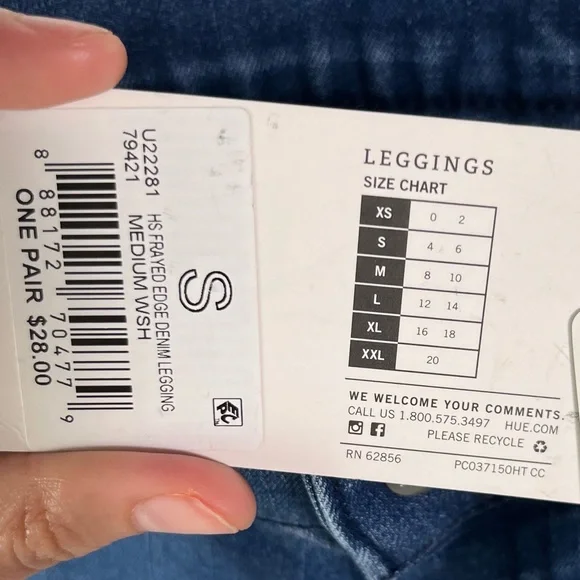 LEGGINGS
SIZE CHART
XS 0 2
S 4 6
M 8 10
L 12 14
XL 16 18
XXL 20
WE WELCOME YOUR COMMENTS.
CALL US 1.800.575.3497 HUE.COM
PLEASE RECYCLE
RN 62856 PC037150HT CC
S
U22281 HS FRAYED EDGE DENIM LEGGING
79421 MEDIUM WSH
8 88172 70477 9
ONE PAIR $28.00